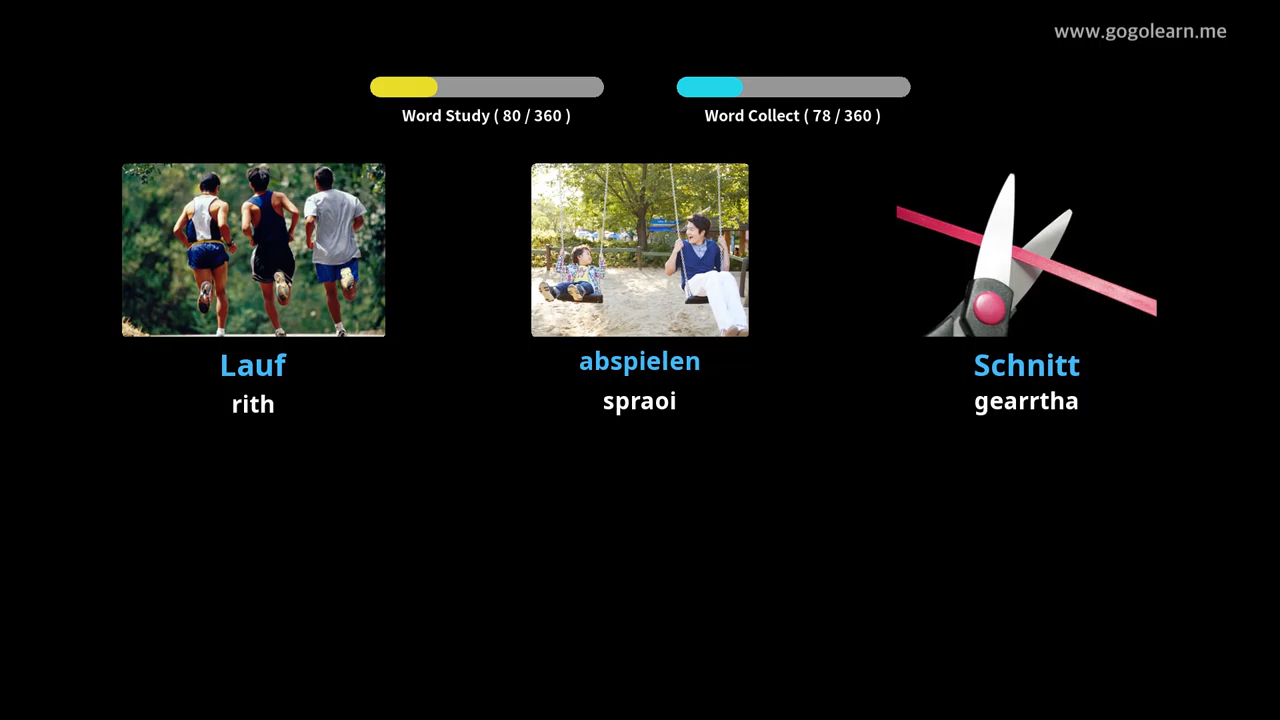 www.gogolearn.me
Word Study ( 80 / 360 )
Word Collect ( 78 / 360 )
Lauf
rith
abspielen
spraoi
Schnitt
gearrtha